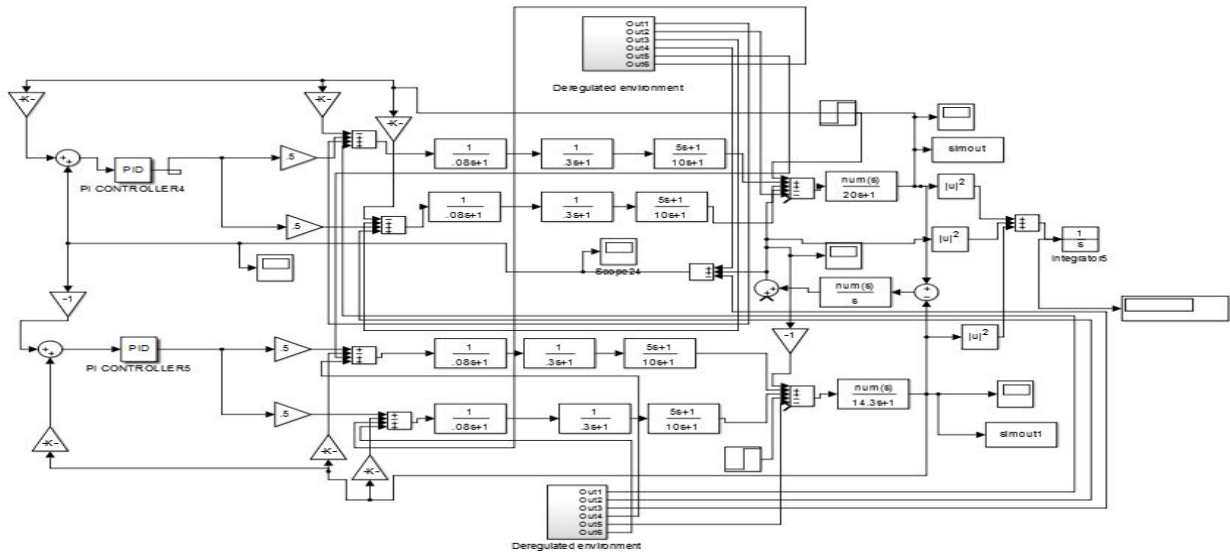 Out1
Out2
Out3
Out4
Out5
Out6
Deregulated environment
-K-
-K-
-K-
PID
PI CONTROLLER4
.5
1
.08s+1
1
.3s+1
5s+1
10s+1
num(s)
20s+1
simout
|u|²
.5
1
.08s+1
1
.3s+1
5s+1
10s+1
|u|²
1
s
Integrator5
Scope24
num(s)
s
-1
-1
|u|²
PID
PI CONTROLLER5
.5
1
.08s+1
1
.3s+1
5s+1
10s+1
num(s)
14.3s+1
.5
1
.08s+1
1
.3s+1
5s+1
10s+1
simout1
-K-
-K-
-K-
Out1
Out2
Out3
Out4
Out5
Out6
Deregulated environment